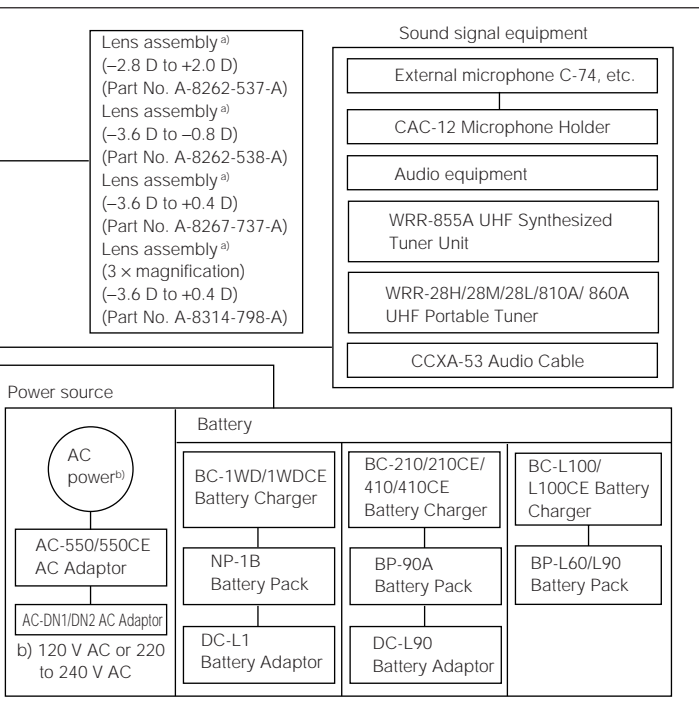 Lens assembly a)
(–2.8 D to +2.0 D)
(Part No. A-8262-537-A)
Lens assembly a)
(–3.6 D to –0.8 D)
(Part No. A-8262-538-A)
Lens assembly a)
(–3.6 D to +0.4 D)
(Part No. A-8267-737-A)
Lens assembly a)
(3 × magnification)
(–3.6 D to +0.4 D)
(Part No. A-8314-798-A)
Sound signal equipment
External microphone C-74, etc.
CAC-12 Microphone Holder
Audio equipment
WRR-855A UHF Synthesized
Tuner Unit
WRR-28H/28M/28L/810A/ 860A
UHF Portable Tuner
CCXA-53 Audio Cable
Power source
AC
power b)
AC-550/550CE
AC Adaptor
AC-DN1/DN2 AC Adaptor
b) 120 V AC or 220
to 240 V AC
Battery
BC-1WD/1WDCE
Battery Charger
NP-1B
Battery Pack
DC-L1
Battery Adaptor
BC-210/210CE/
410/410CE
Battery Charger
BP-90A
Battery Pack
DC-L90
Battery Adaptor
BC-L100/
L100CE Battery
Charger
BP-L60/L90
Battery Pack